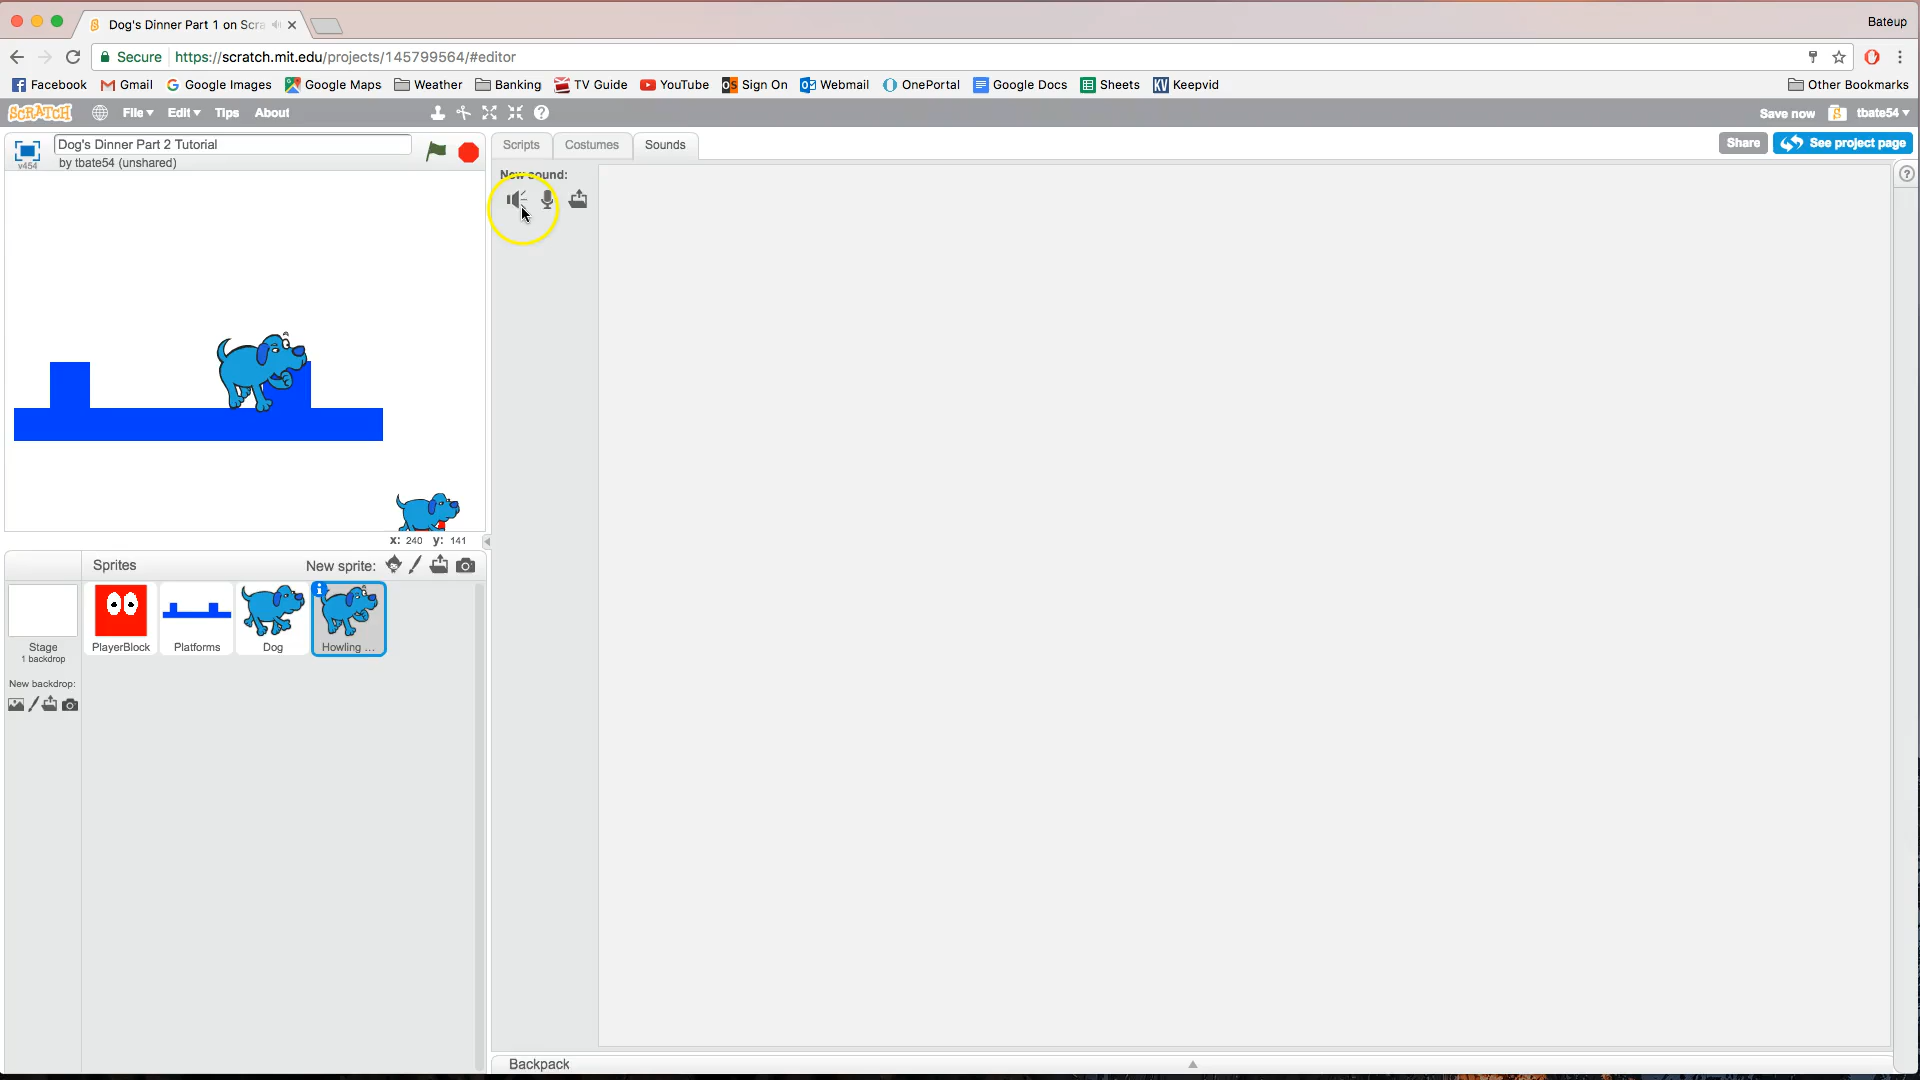 Dog's Dinner Part 1 on Scra
Bateup
Secure
https://scratch.mit.edu/projects/145799564/#editor
Facebook
Gmail
Google Images
Google Maps
Weather
Banking
TV Guide
YouTube
Sign On
Webmail
OnePortal
Google Docs
Sheets
KV
Keepvid
Other Bookmarks
SCRATCH
File
Edit
Tips
About
Save now
tbate54
Dog's Dinner Part 2 Tutorial
by tbate54 (unshared)
v454
Scripts
Costumes
Sounds
Share
See project page
New sound:
x: 240 y: 141
Sprites
New sprite:
PlayerBlock
Platforms
Dog
Howling ...
Stage
1 backdrop
New backdrop:
Backpack